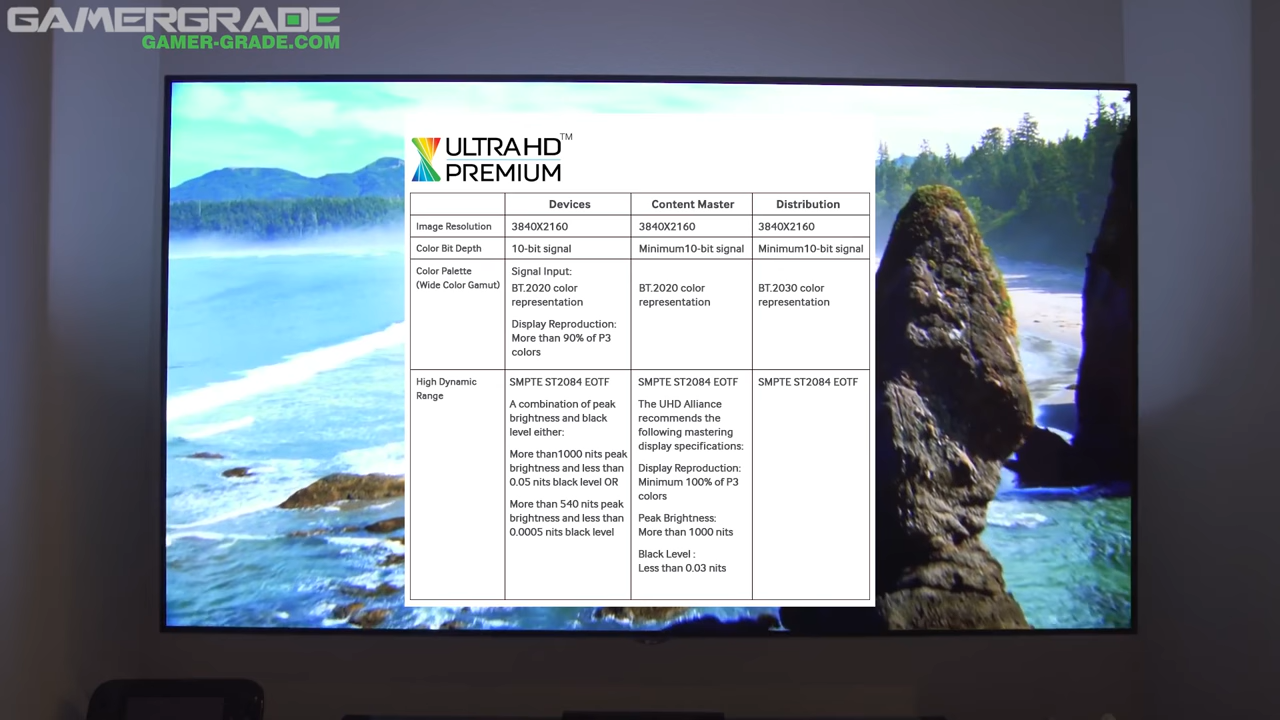 GAMERGRADE
GAMER-GRADE.COM
ULTRA HD™
PREMIUM
Devices Content Master Distribution
Image Resolution 3840X2160 3840X2160 3840X2160
Color Bit Depth 10-bit signal Minimum10-bit signal Minimum10-bit signal
Color Palette
(Wide Color Gamut)
Signal Input:
BT.2020 color
representation
Display Reproduction:
More than 90% of P3
colors
BT.2020 color
representation
BT.2030 color
representation
High Dynamic
Range
SMPTE ST2084 EOTF
A combination of peak
brightness and black
level either:
More than1000 nits peak
brightness and less than
0.05 nits black level OR
More than 540 nits peak
brightness and less than
0.0005 nits black level
SMPTE ST2084 EOTF
The UHD Alliance
recommends the
following mastering
display specifications:
Display Reproduction:
Minimum 100% of P3
colors
Peak Brightness:
More than 1000 nits
Black Level :
Less than 0.03 nits
SMPTE ST2084 EOTF